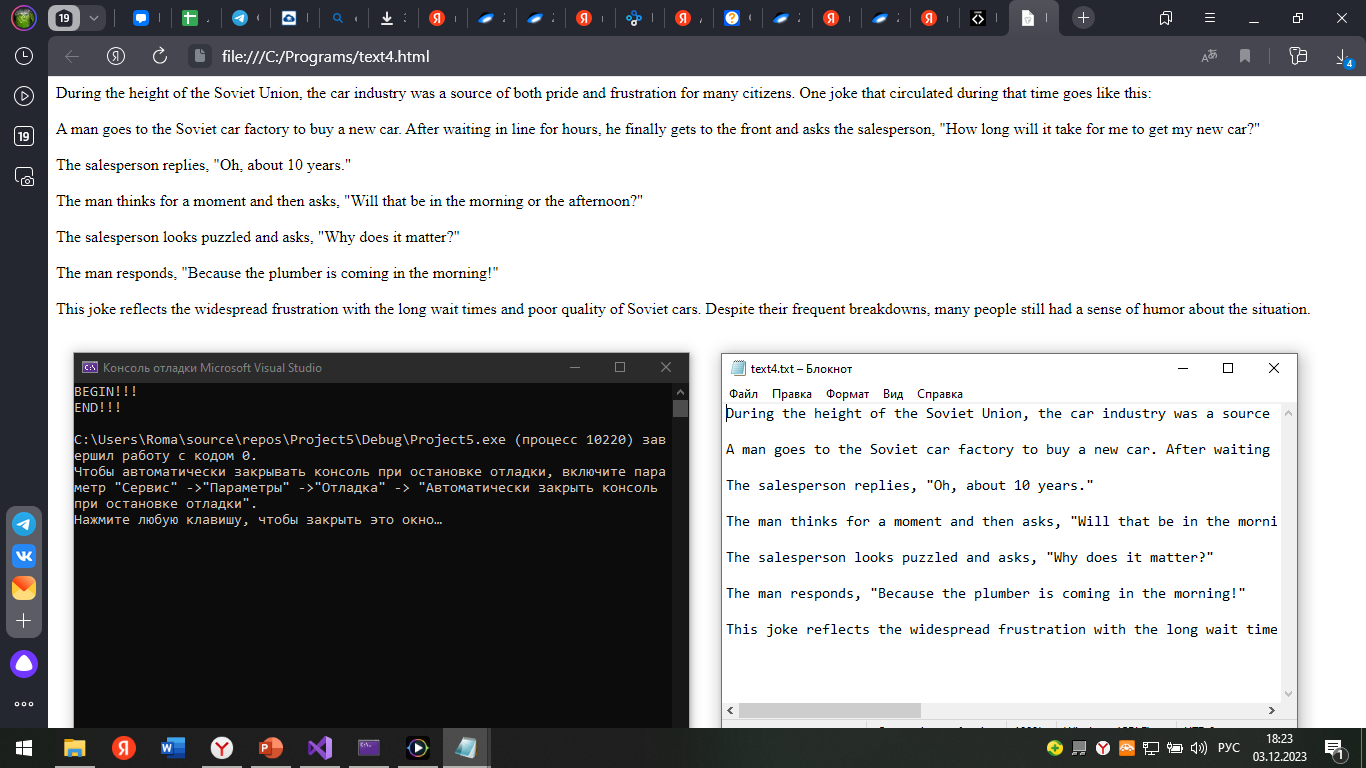 19
file:///C:/Programs/text4.html
4
19
During the height of the Soviet Union, the car industry was a source of both pride and frustration for many citizens. One joke that circulated during that time goes like this:
A man goes to the Soviet car factory to buy a new car. After waiting in line for hours, he finally gets to the front and asks the salesperson, "How long will it take for me to get my new car?"
The salesperson replies, "Oh, about 10 years."
The man thinks for a moment and then asks, "Will that be in the morning or the afternoon?"
The salesperson looks puzzled and asks, "Why does it matter?"
The man responds, "Because the plumber is coming in the morning!"
This joke reflects the widespread frustration with the long wait times and poor quality of Soviet cars. Despite their frequent breakdowns, many people still had a sense of humor about the situation.
Консоль отладки Microsoft Visual Studio
BEGIN!!!
END!!!
C:\Users\Roma\source\repos\Project5\Debug\Project5.exe (процесс 10220) зав
ершил работу с кодом 0.
Чтобы автоматически закрывать консоль при остановке отладки, включите пара
метр "Сервис" ->"Параметры" ->"Отладка" -> "Автоматически закрыть консоль
при остановке отладки".
Нажмите любую клавишу, чтобы закрыть это окно…
text4.txt – Блокнот
Файл Правка Формат Вид Справка
During the height of the Soviet Union, the car industry was a source
A man goes to the Soviet car factory to buy a new car. After waiting
The salesperson replies, "Oh, about 10 years."
The man thinks for a moment and then asks, "Will that be in the morni
The salesperson looks puzzled and asks, "Why does it matter?"
The man responds, "Because the plumber is coming in the morning!"
This joke reflects the widespread frustration with the long wait time
РУС
18:23
03.12.2023
1